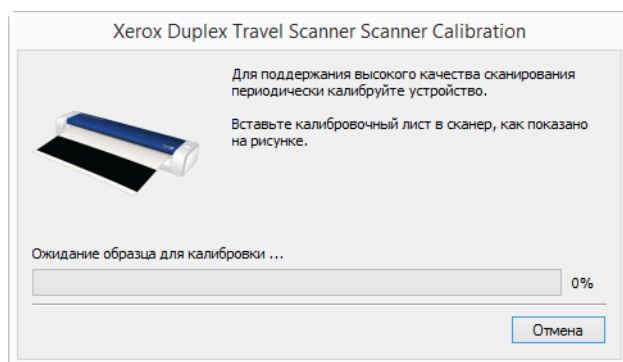 Xerox Duplex Travel Scanner Scanner Calibration
Для поддержания высокого качества сканирования
периодически калибруйте устройство.
Вставьте калибровочный лист в сканер, как показано
на рисунке.
Ожидание образца для калибровки ...
0%
Отмена